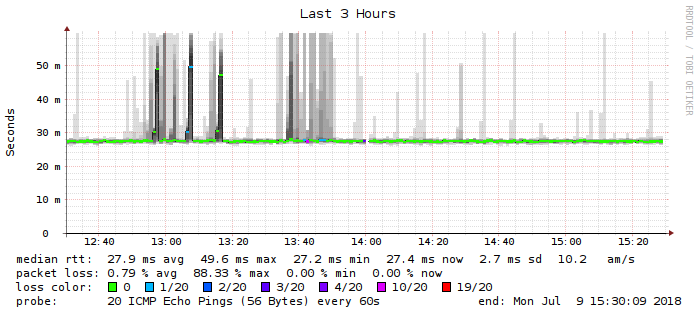 Last 3 Hours
RRDTOOL / TOBI OETIKER
Seconds
50 m
40 m
30 m
20 m
10 m
0
12:40 13:00 13:20 13:40 14:00 14:20 14:40 15:00 15:20
median rtt: 27.9 ms avg 49.6 ms max 27.2 ms min 27.4 ms now 2.7 ms sd 10.2 am/s
packet loss: 0.79 % avg 88.33 % max 0.00 % min 0.00 % now
loss color: 0 1/20 2/20 3/20 4/20 10/20 19/20
probe: 20 ICMP Echo Pings (56 Bytes) every 60s end: Mon Jul 9 15:30:09 2018